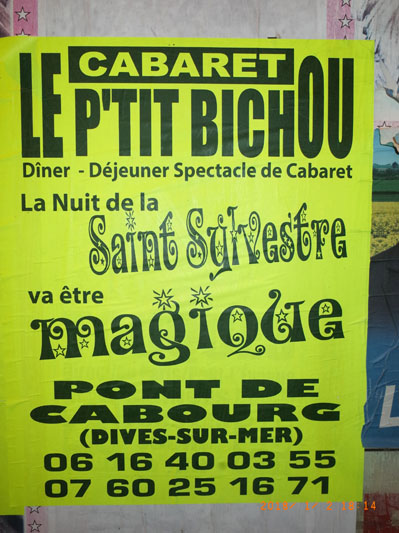 CABARET
LE P'TIT BICHOU
Dîner - Déjeuner Spectacle de Cabaret
La Nuit de la
Saint Sylvestre
va être
magique
PONT DE
CABOURG
(DIVES-SUR-MER)
06 16 40 03 55
07 60 25 16 71